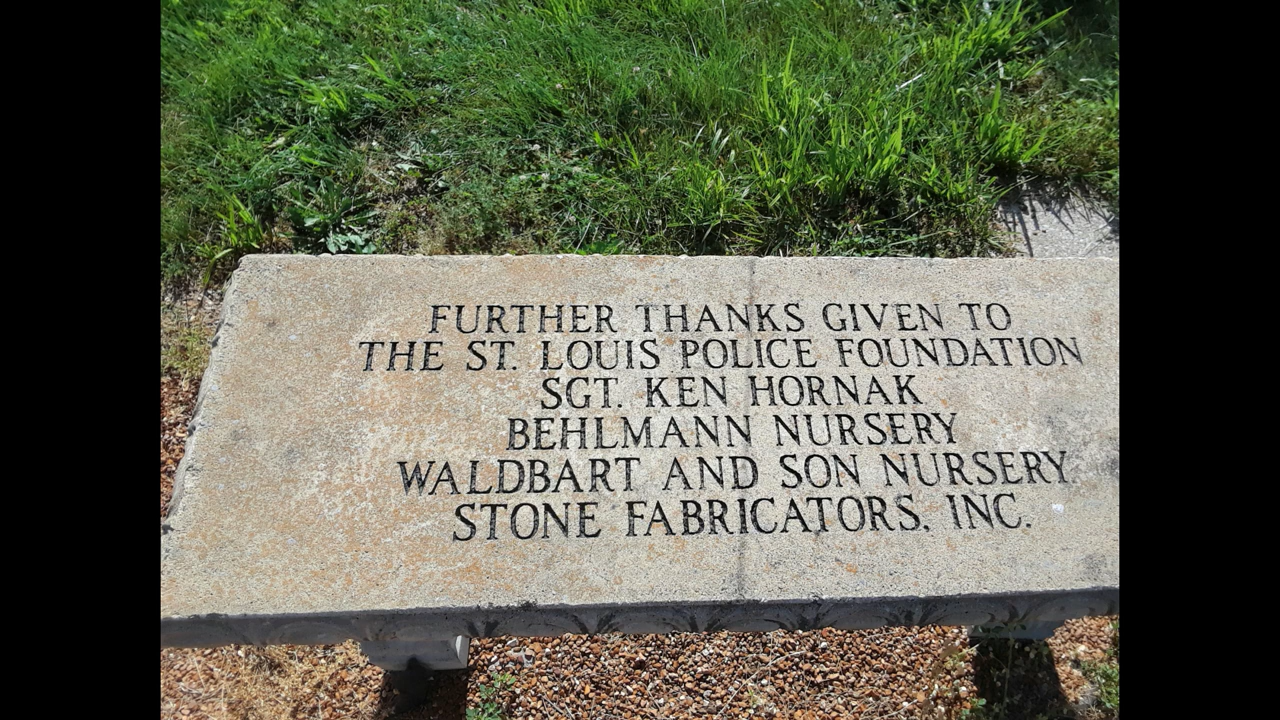 FURTHER THANKS GIVEN TO
THE ST. LOUIS POLICE FOUNDATION
SGT. KEN HORNAK
BEHLMANN NURSERY
WALDBART AND SON NURSERY
STONE FABRICATORS, INC.